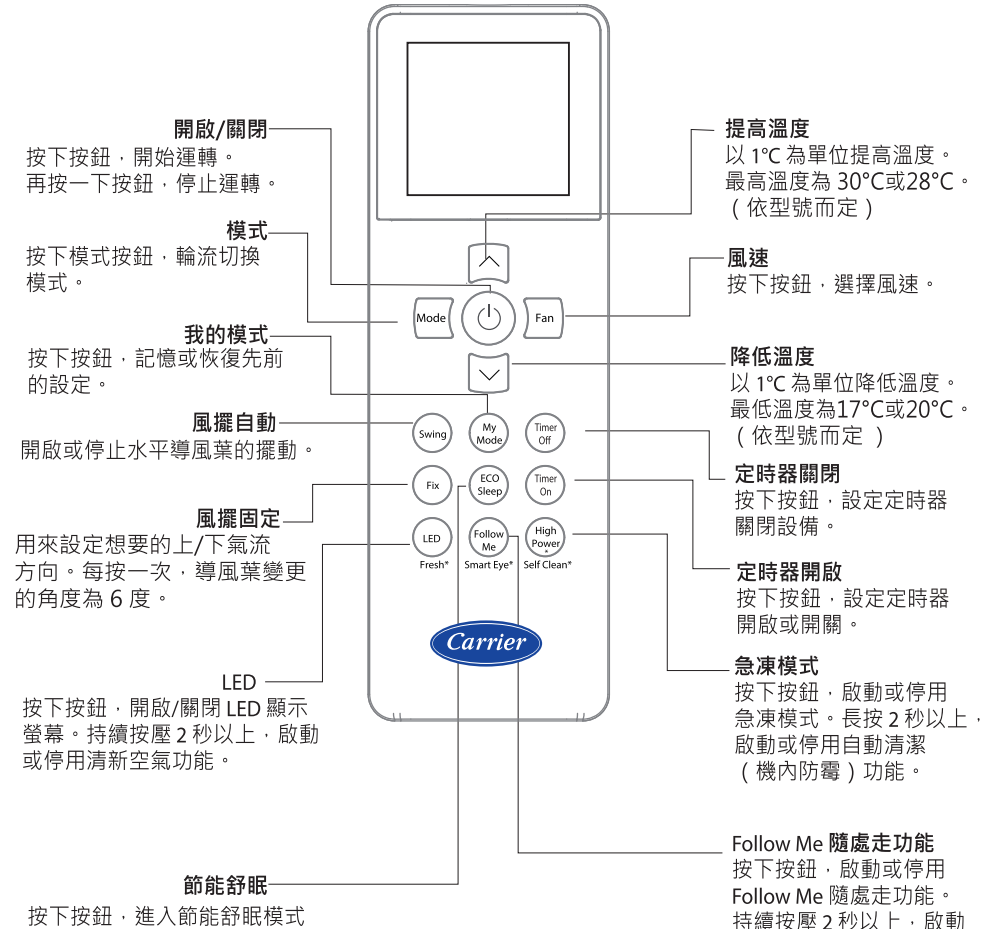 開啟/關閉
按下按鈕，開始運轉。
再按一下按鈕，停止運轉。
模式
按下模式按鈕，輪流切換
模式。
我的模式
按下按鈕，記憶或恢復先前
的設定。
風擺自動
開啟或停止水平導風葉的擺動。
風擺固定
用來設定想要的上/下氣流
方向。每按一次，導風葉變更
的角度為 6 度。
LED
按下按鈕，開啟/關閉 LED 顯示
螢幕。持續按壓 2 秒以上，啟動
或停用清新空氣功能。
節能舒眠
按下按鈕，進入節能舒眠模式
Mode
Fan
Swing
My
Mode
Timer
Off
Fix
ECO
Sleep
Timer
On
LED
Follow
Me
High
Power
*
Fresh*
Smart Eye*
Self Clean*
Carrier
提高溫度
以 1°C 為單位提高溫度。
最高溫度為 30°C或28°C。
（依型號而定）
風速
按下按鈕，選擇風速。
降低溫度
以 1°C 為單位降低溫度。
最低溫度為17°C或20°C。
（依型號而定 ）
定時器關閉
按下按鈕，設定定時器
關閉設備。
定時器開啟
按下按鈕，設定定時器
開啟或開關。
急凍模式
按下按鈕，啟動或停用
急凍模式。長按 2 秒以上，
啟動或停用自動清潔
（機內防霉）功能。
Follow Me 隨處走功能
按下按鈕，啟動或停用
Follow Me 隨處走功能。
持續按壓 2 秒以上，啟動